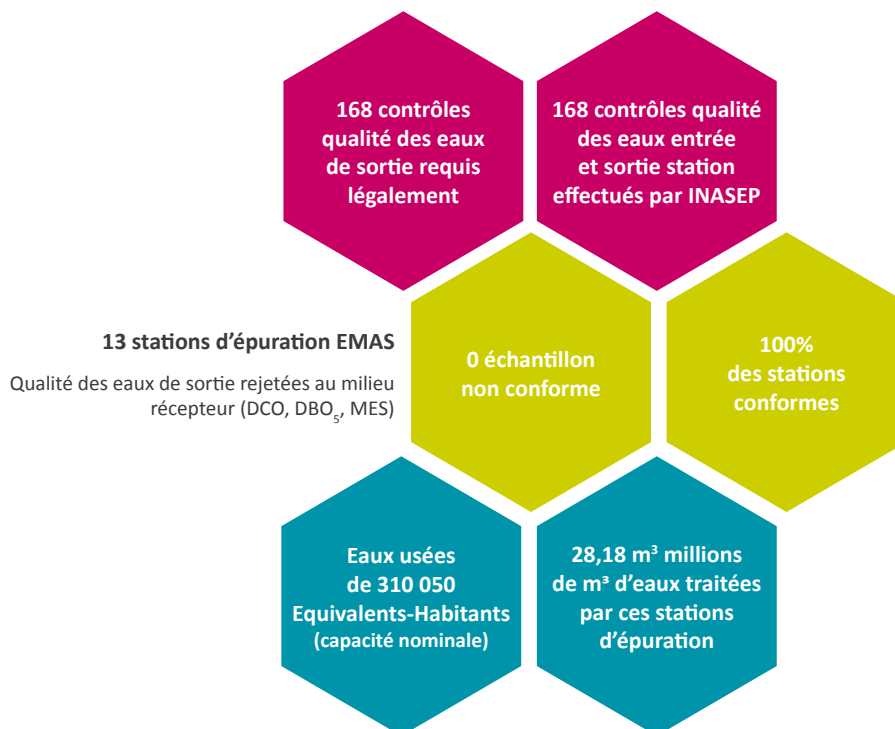 168 contrôles
qualité des eaux
de sortie requis
légalement
168 contrôles qualité
des eaux entrée
et sortie station
effectués par INASEP
13 stations d’épuration EMAS
Qualité des eaux de sortie rejetées au milieu
récepteur (DCO, DBO₅, MES)
0 échantillon
non conforme
100%
des stations
conformes
Eaux usées
de 310 050
Equivalents-Habitants
(capacité nominale)
28,18 m³ millions
de m³ d’eaux traitées
par ces stations
d’épuration